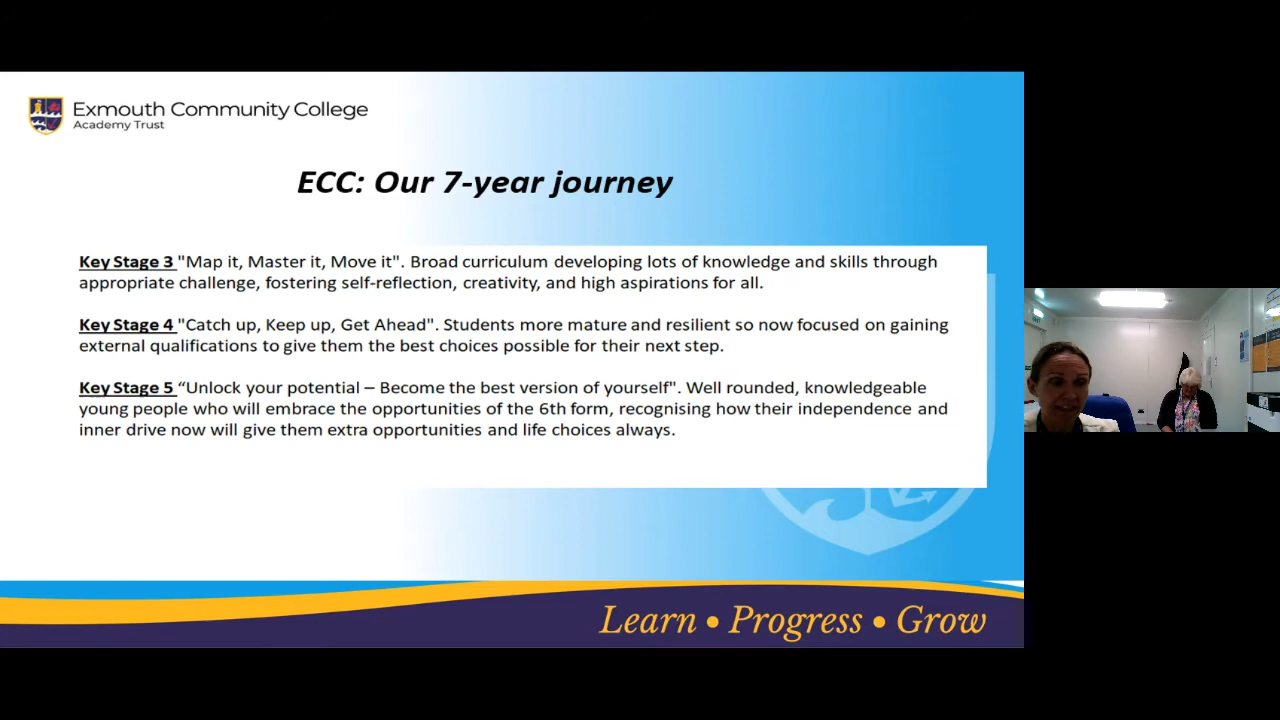 Exmouth Community College
Academy Trust
ECC: Our 7-year journey
Key Stage 3 "Map it, Master it, Move it". Broad curriculum developing lots of knowledge and skills through
appropriate challenge, fostering self-reflection, creativity, and high aspirations for all.
Key Stage 4 "Catch up, Keep up, Get Ahead". Students more mature and resilient so now focused on gaining
external qualifications to give them the best choices possible for their next step.
Key Stage 5 “Unlock your potential – Become the best version of yourself". Well rounded, knowledgeable
young people who will embrace the opportunities of the 6th form, recognising how their independence and
inner drive now will give them extra opportunities and life choices always.
Learn • Progress • Grow